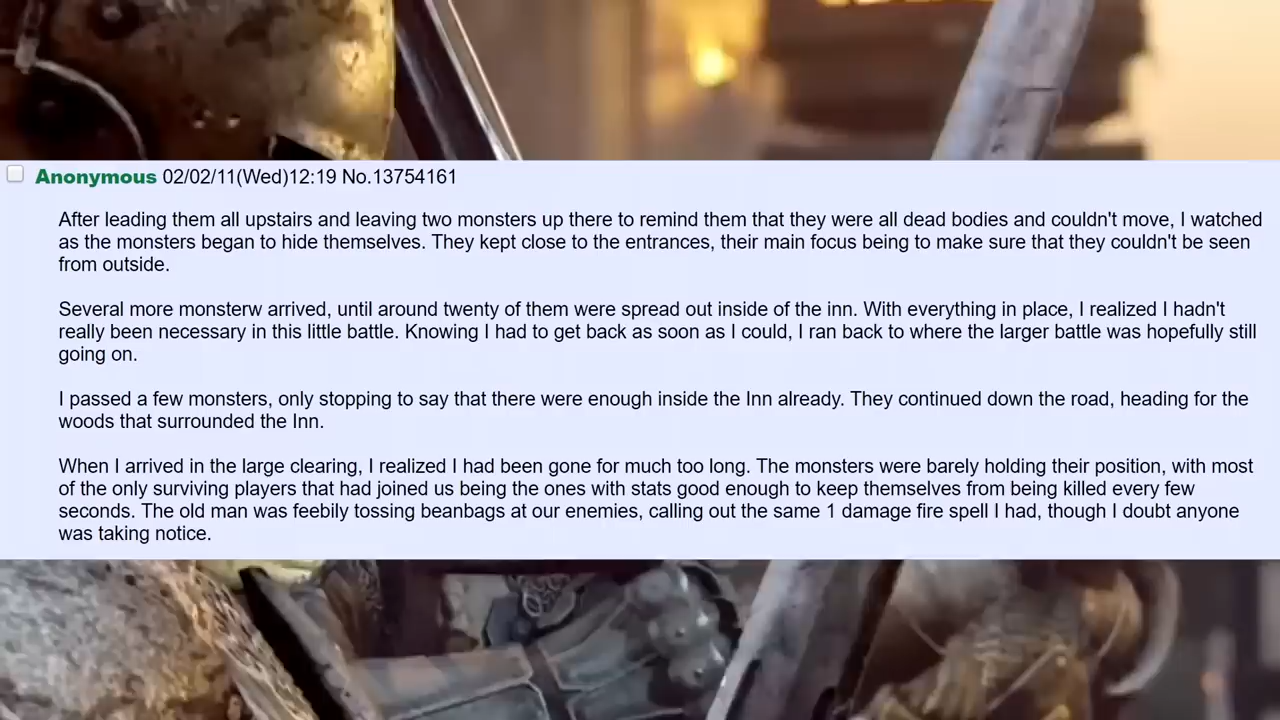 Anonymous 02/02/11(Wed)12:19 No.13754161
After leading them all upstairs and leaving two monsters up there to remind them that they were all dead bodies and couldn't move, I watched
as the monsters began to hide themselves. They kept close to the entrances, their main focus being to make sure that they couldn't be seen
from outside.
Several more monsterw arrived, until around twenty of them were spread out inside of the inn. With everything in place, I realized I hadn't
really been necessary in this little battle. Knowing I had to get back as soon as I could, I ran back to where the larger battle was hopefully still
going on.
I passed a few monsters, only stopping to say that there were enough inside the Inn already. They continued down the road, heading for the
woods that surrounded the Inn.
When I arrived in the large clearing, I realized I had been gone for much too long. The monsters were barely holding their position, with most
of the only surviving players that had joined us being the ones with stats good enough to keep themselves from being killed every few
seconds. The old man was feebily tossing beanbags at our enemies, calling out the same 1 damage fire spell I had, though I doubt anyone
was taking notice.